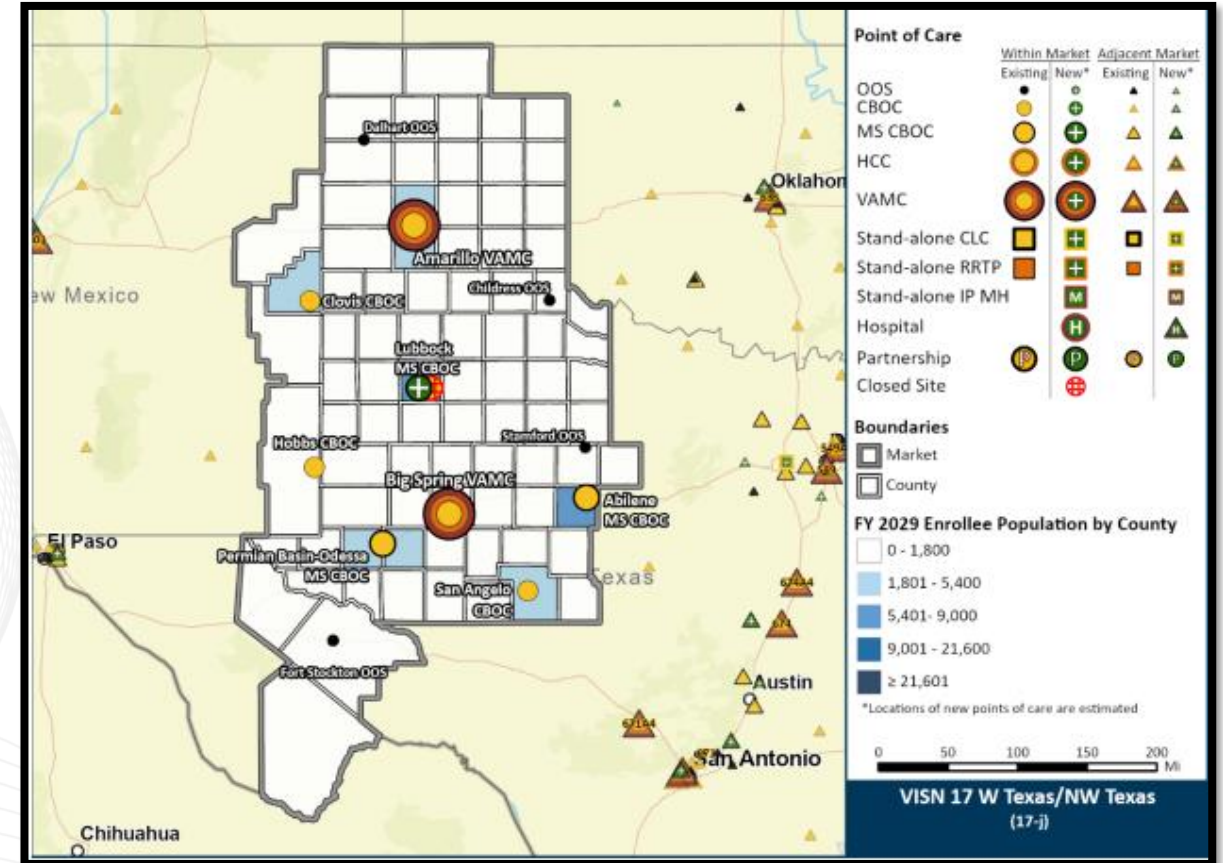 Dalhart OOS
Oklahom
Amarillo VAMC
ew Mexico
Clovis CBOC
Childress OOS
Lubbock
MS CBOC
Hobbs CBOC
Stamford OOS
Big Spring VAMC
Abilene
MS CBOC
El Paso
Permian Basin-Odessa
MS CBOC
San Angelo
CBOC
Texas
674A4
674
Fort Stockton OOS
Austin
671A4
San Antonio
Chihuahua
Point of Care
Within Market Adjacent Market
Existing New* Existing New*
OOS
CBOC
MS CBOC
HCC
VAMC
Stand-alone CLC
Stand-alone RRTP
Stand-alone IP MH
M M
Hospital
H H
Partnership
P P P P
Closed Site
Boundaries
Market
County
FY 2029 Enrollee Population by County
0 - 1,800
1,801 - 5,400
5,401- 9,000
9,001 - 21,600
≥ 21,601
*Locations of new points of care are estimated
0 50 100 150 200
Mi
VISN 17 W Texas/NW Texas
(17-j)